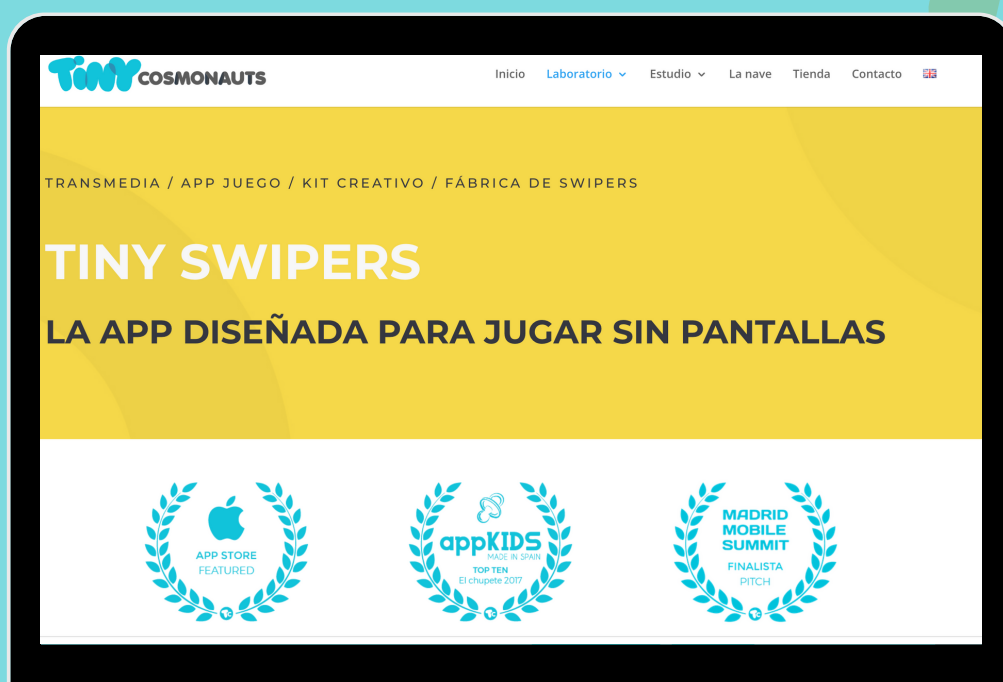 TiNY COSMONAUTS
Inicio Laboratorio Estudio La nave Tienda Contacto
TRANSMEDIA / APP JUEGO / KIT CREATIVO / FÁBRICA DE SWIPERS
TINY SWIPERS
LA APP DISEÑADA PARA JUGAR SIN PANTALLAS
APP STORE
FEATURED
appKIDS
MADE IN SPAIN
TOP TEN
El chupete 2017
MADRID
MOBILE
SUMMIT
FINALISTA
PITCH